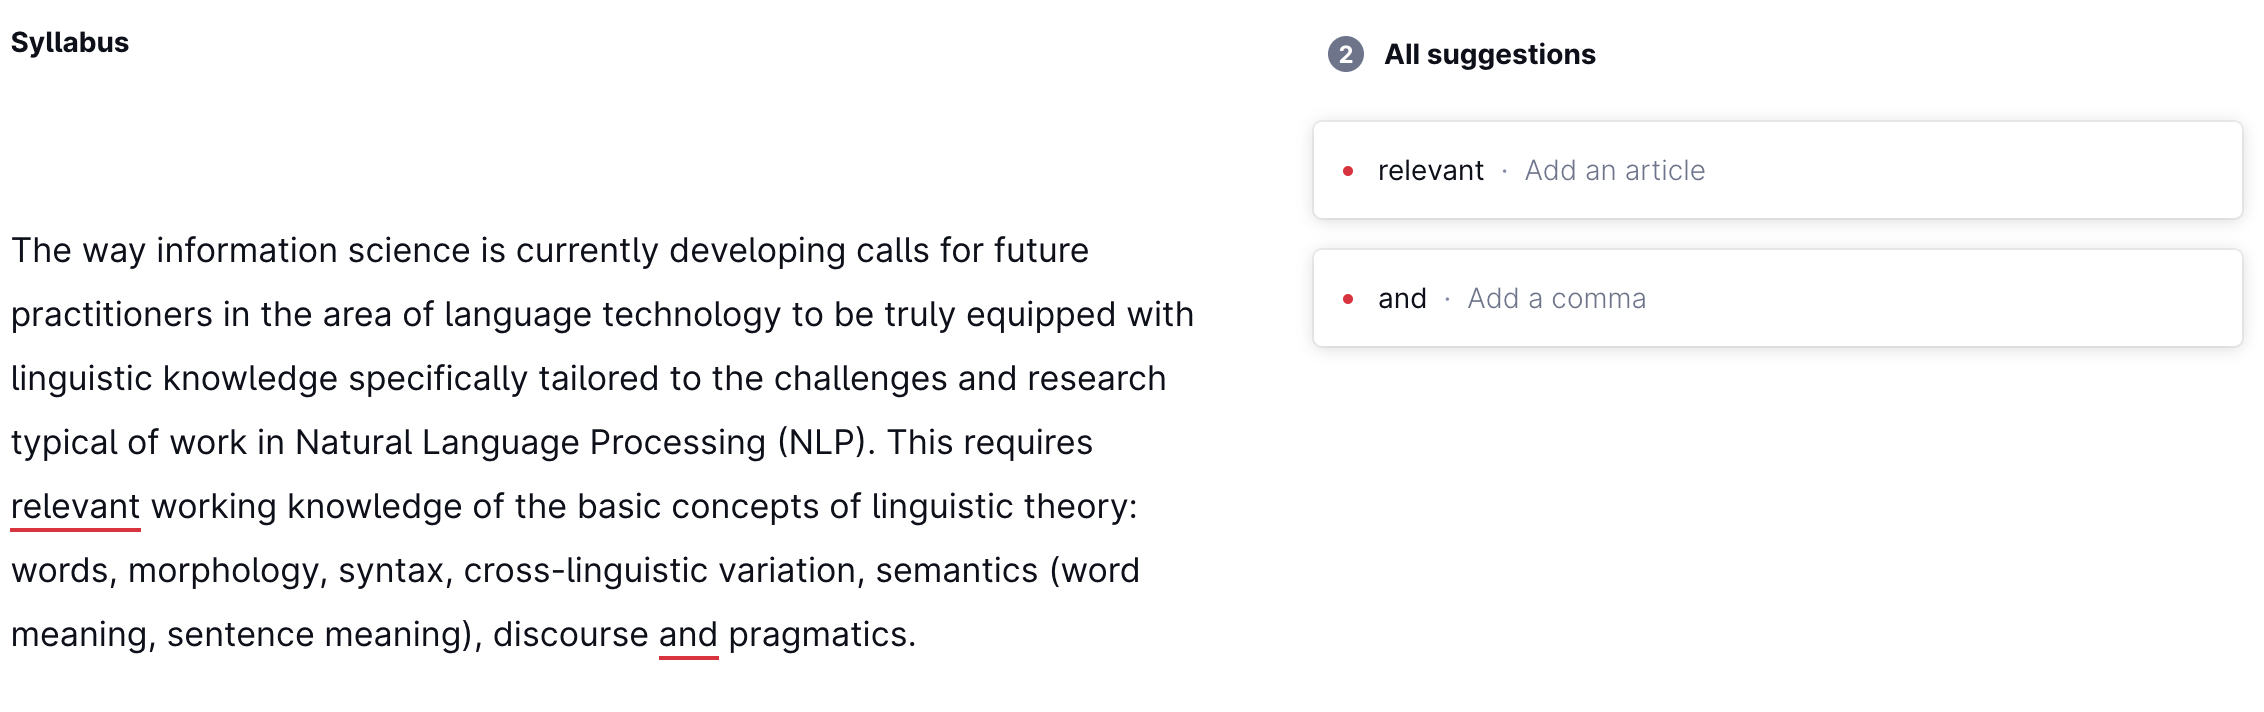 Syllabus
The way information science is currently developing calls for future
practitioners in the area of language technology to be truly equipped with
linguistic knowledge specifically tailored to the challenges and research
typical of work in Natural Language Processing (NLP). This requires
relevant working knowledge of the basic concepts of linguistic theory:
words, morphology, syntax, cross-linguistic variation, semantics (word
meaning, sentence meaning), discourse and pragmatics.
2 All suggestions
relevant · Add an article
and · Add a comma